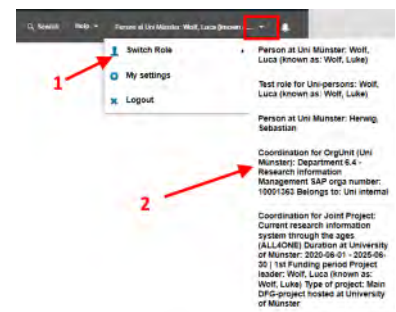 Search Help Person at Uni Münster: Wolf, Luca (known ...
Switch Role
My settings
Logout
1
Person at Uni Münster: Wolf,
Luca (known as: Wolf, Luke)
Test role for Uni-persons: Wolf,
Luca (known as: Wolf, Luke)
Person at Uni Münster: Herwig,
Sebastian
Coordination for OrgUnit (Uni
Münster): Department 6.4 -
Research Information
Management SAP orga number:
10001363 Belongs to: Uni internal
2
Coordination for Joint Project:
Current research information
system through the ages
(ALL4ONE) Duration at University
of Münster: 2020-06-01 - 2025-06-
30 | 1st Funding period Project
leader: Wolf, Luca (known as:
Wolf, Luke) Type of project: Main
DFG-project hosted at University
of Münster